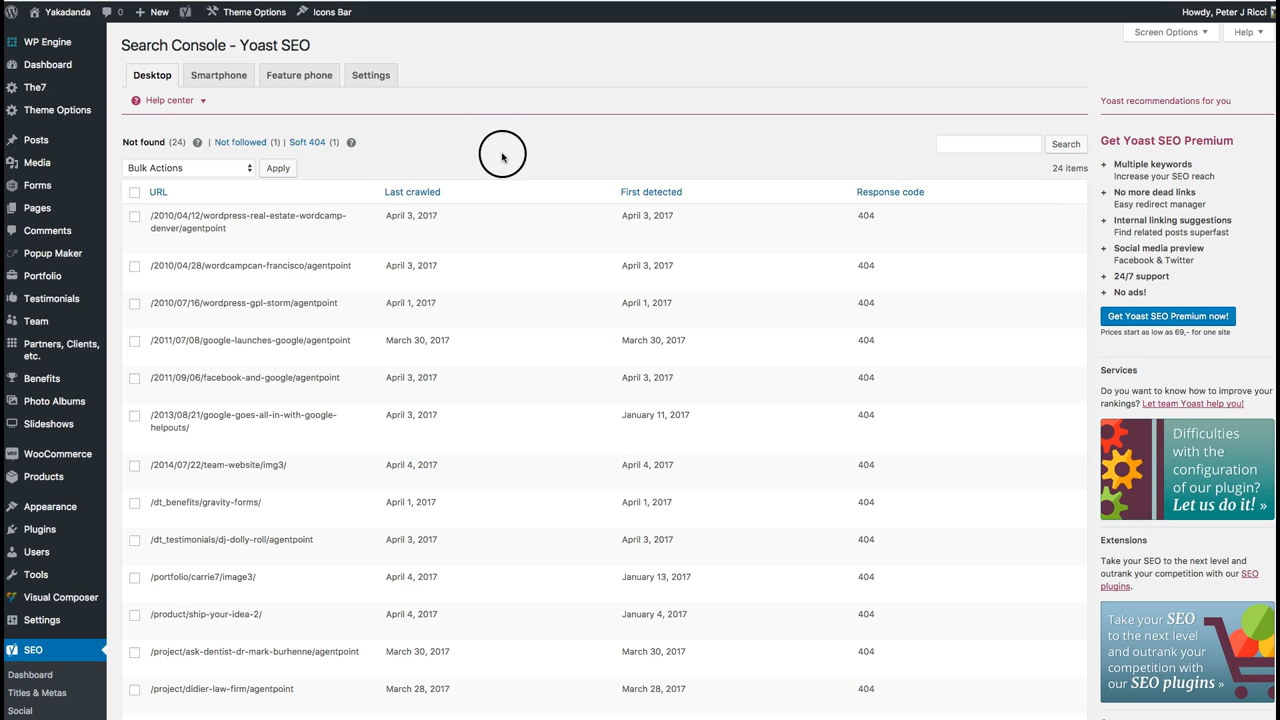 Yakadanda
0
New
Theme Options
Icons Bar
Howdy, Peter J Ricci
WP Engine
Dashboard
The7
Theme Options
Posts
Media
Forms
Pages
Comments
Popup Maker
Portfolio
Testimonials
Team
Partners, Clients,
etc.
Benefits
Photo Albums
Slideshows
WooCommerce
Products
Appearance
Plugins
Users
Tools
Visual Composer
Settings
SEO
Dashboard
Titles & Metas
Social
Screen Options
Help
Search Console - Yoast SEO
Desktop
Smartphone
Feature phone
Settings
Help center
Not found (24) | Not followed (1) | Soft 404 (1)
Search
Bulk Actions
Apply
24 items
URL Last crawled First detected Response code
/2010/04/12/wordpress-real-estate-wordcamp- April 3, 2017 April 3, 2017 404
denver/agentpoint
/2010/04/28/wordcampcan-francisco/agentpoint April 3, 2017 April 3, 2017 404
/2010/07/16/wordpress-gpl-storm/agentpoint April 1, 2017 April 1, 2017 404
/2011/07/08/google-launches-google/agentpoint March 30, 2017 March 30, 2017 404
/2011/09/06/facebook-and-google/agentpoint April 3, 2017 April 3, 2017 404
/2013/08/21/google-goes-all-in-with-google- April 3, 2017 January 11, 2017 404
helpouts/
/2014/07/22/team-website/img3/ April 4, 2017 April 4, 2017 404
/dt_benefits/gravity-forms/ April 1, 2017 April 1, 2017 404
/dt_testimonials/dj-dolly-roll/agentpoint April 3, 2017 April 3, 2017 404
/portfolio/carrie7/image3/ April 4, 2017 January 13, 2017 404
/product/ship-your-idea-2/ April 4, 2017 January 4, 2017 404
/project/ask-dentist-dr-mark-burhenne/agentpoint March 30, 2017 March 30, 2017 404
/project/didier-law-firm/agentpoint March 28, 2017 March 28, 2017 404
Yoast recommendations for you
Get Yoast SEO Premium
+ Multiple keywords
Increase your SEO reach
+ No more dead links
Easy redirect manager
+ Internal linking suggestions
Find related posts superfast
+ Social media preview
Facebook & Twitter
+ 24/7 support
+ No ads!
Get Yoast SEO Premium now!
Prices start as low as 69,- for one site
Services
Do you want to know how to improve your
rankings? Let team Yoast help you!
Difficulties
with the
configuration
of our plugin?
Let us do it! »
Extensions
Take your SEO to the next level and
outrank your competition with our SEO
plugins.
Take your SEO
to the next level
and outrank your
competition with
our SEO plugins »